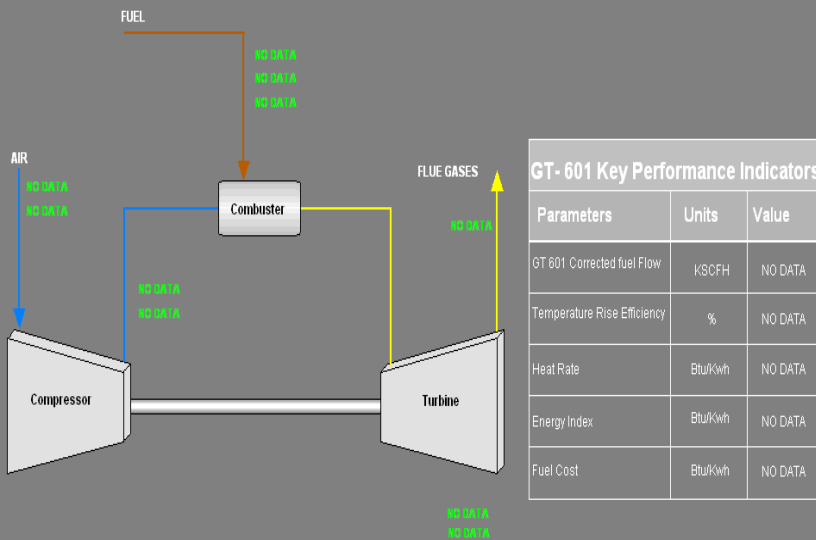 FUEL
NO DATA
NO DATA
NO DATA
AIR
NO DATA
NO DATA
Combuster
FLUE GASES
NO DATA
NO DATA
NO DATA
Compressor
Turbine
NO DATA
NO DATA
GT- 601 Key Performance Indicators
Parameters Units Value
GT 601 Corrected fuel Flow KSCFH NO DATA
Temperature Rise Efficiency % NO DATA
Heat Rate Btu/Kwh NO DATA
Energy Index Btu/Kwh NO DATA
Fuel Cost Btu/Kwh NO DATA